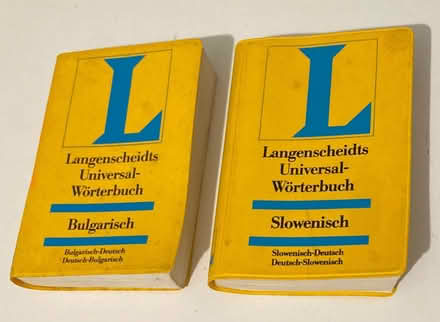 L
Langenscheidts
Universal-
Wörterbuch
Bulgarisch
Bulgarisch-Deutsch
Deutsch-Bulgarisch
L
Langenscheidts
Universal-
Wörterbuch
Slowenisch
Slowenisch-Deutsch
Deutsch-Slowenisch